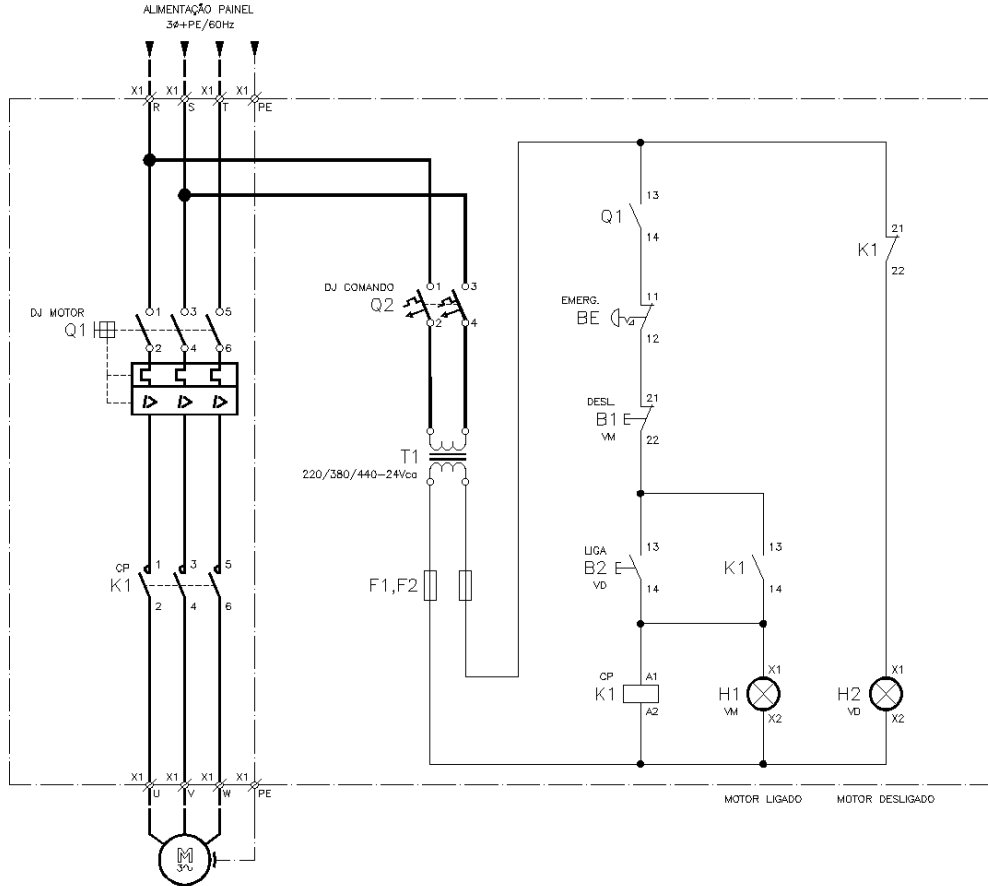 ALIMENTAÇÃO PAINEL
3ø+PE/60Hz
X1 X1 X1 X1
R S T PE
13
Q1
14
21
K1
22
DJ COMANDO
Q2
1 3
2 4
EMERG.
BE
11
12
DJ MOTOR
Q1
1 3 5
2 4 6
I> I> I>
DESL.
B1
VM
21
22
T1
220/380/440-24Vca
LIGA
B2
VD
13
14
K1
13
14
CP
K1
1 3 5
2 4 6
F1,F2
CP
K1
A1
A2
H1
VM
X1
X2
H2
VD
X1
X2
X1 X1 X1 X1
U V W PE
MOTOR LIGADO
MOTOR DESLIGADO
M
3~